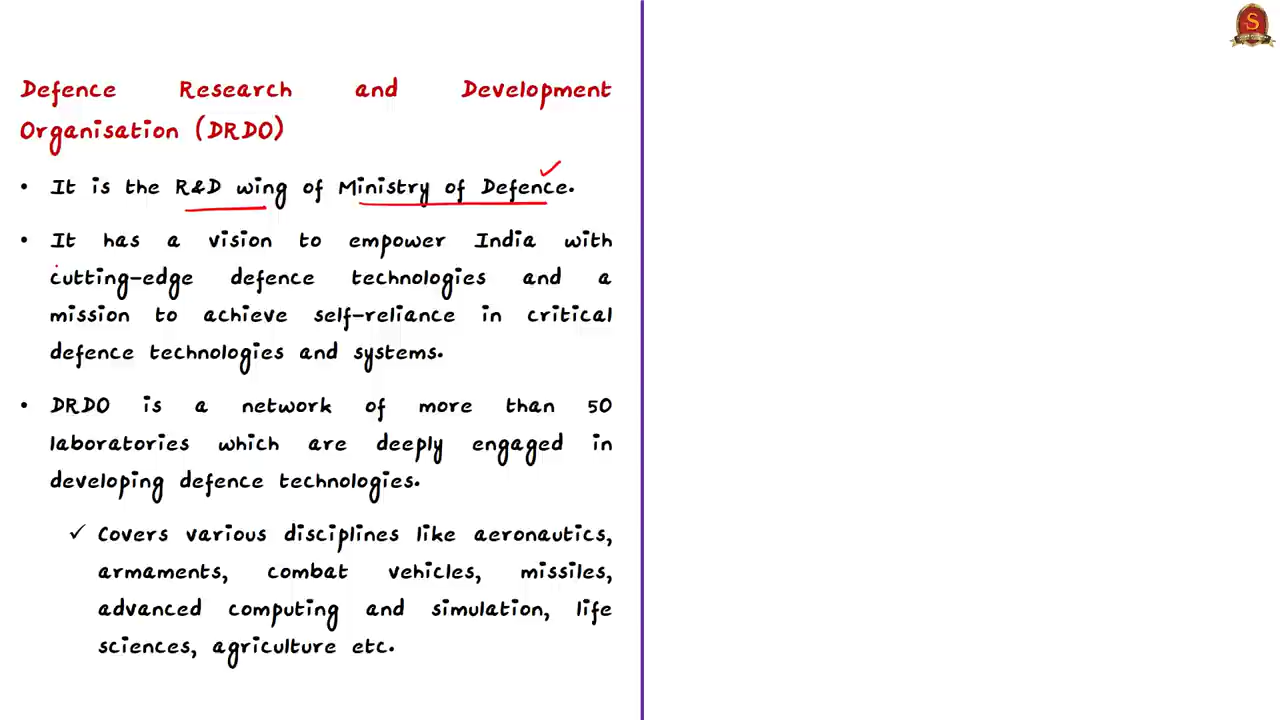 Defence Research and Development
Organisation (DRDO)
• It is the R&D wing of Ministry of Defence.
• It has a vision to empower India with
cutting-edge defence technologies and a
mission to achieve self-reliance in critical
defence technologies and systems.
• DRDO is a network of more than 50
laboratories which are deeply engaged in
developing defence technologies.
✓ Covers various disciplines like aeronautics,
armaments, combat vehicles, missiles,
advanced computing and simulation, life
sciences, agriculture etc.
S